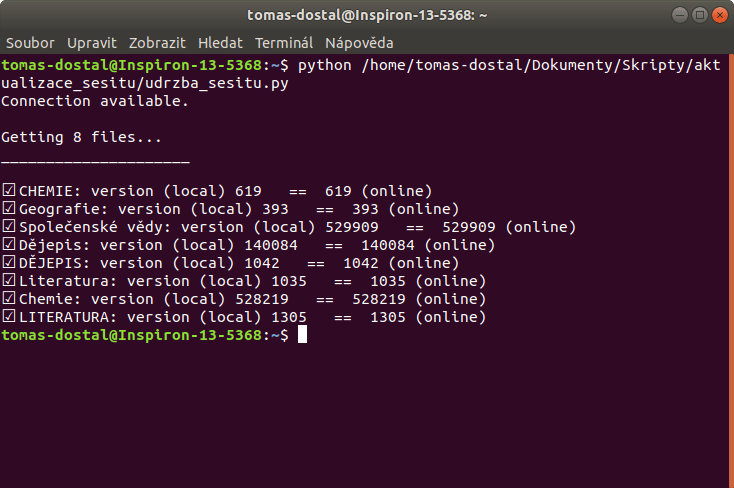 tomas-dostal@Inspiron-13-5368: ~
Soubor Upravit Zobrazit Hledat Terminál Nápověda
tomas-dostal@Inspiron-13-5368:~$ python /home/tomas-dostal/Dokumenty/Skripty/akt
ualizace_sesitu/udrzba_sesitu.py
Connection available.
Getting 8 files...
_____________________
☑CHEMIE: version (local) 619   ==  619 (online)
☑Geografie: version (local) 393   ==  393 (online)
☑Společenské vědy: version (local) 529909   ==  529909 (online)
☑Dějepis: version (local) 140084   ==  140084 (online)
☑DĚJEPIS: version (local) 1042   ==  1042 (online)
☑Literatura: version (local) 1035   ==  1035 (online)
☑Chemie: version (local) 528219   ==  528219 (online)
☑LITERATURA: version (local) 1305   ==  1305 (online)
tomas-dostal@Inspiron-13-5368:~$